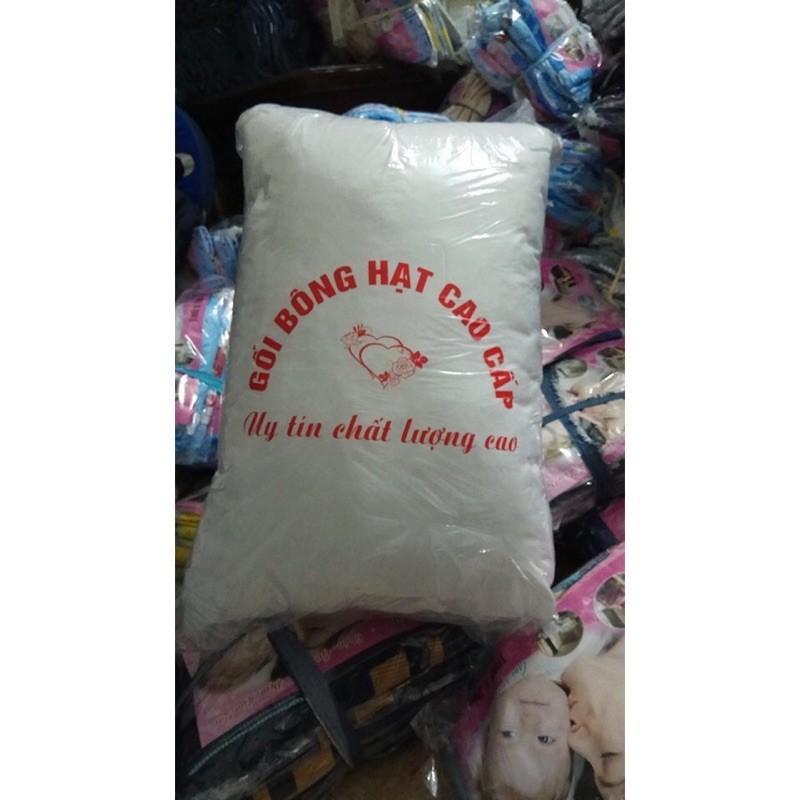 GỐI BÔNG HẠT CAO CẤP
Uy tín chất lượng cao